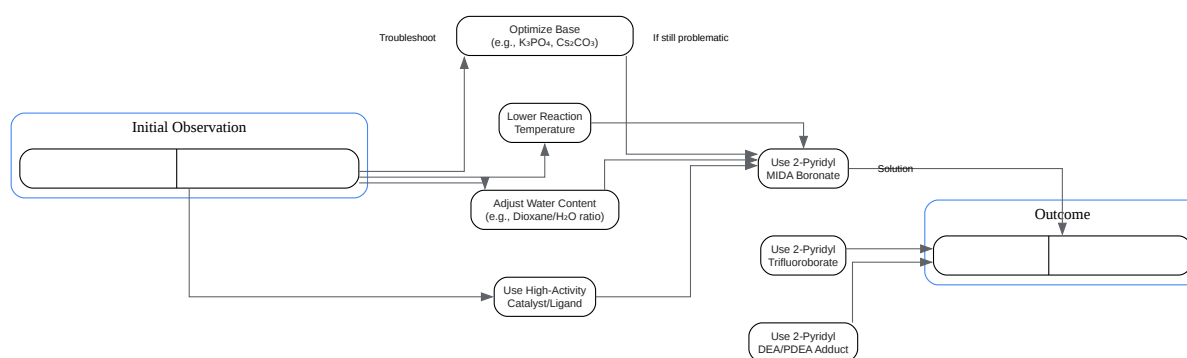 Troubleshoot
Optimize Base
(e.g., K₃PO₄, Cs₂CO₃)
If still problematic
Initial Observation
Lower Reaction
Temperature
Use 2-Pyridyl
MIDA Boronate
Solution
Adjust Water Content
(e.g., Dioxane/H₂O ratio)
Outcome
Use 2-Pyridyl
Trifluoroborate
Use High-Activity
Catalyst/Ligand
Use 2-Pyridyl
DEA/PDEA Adduct